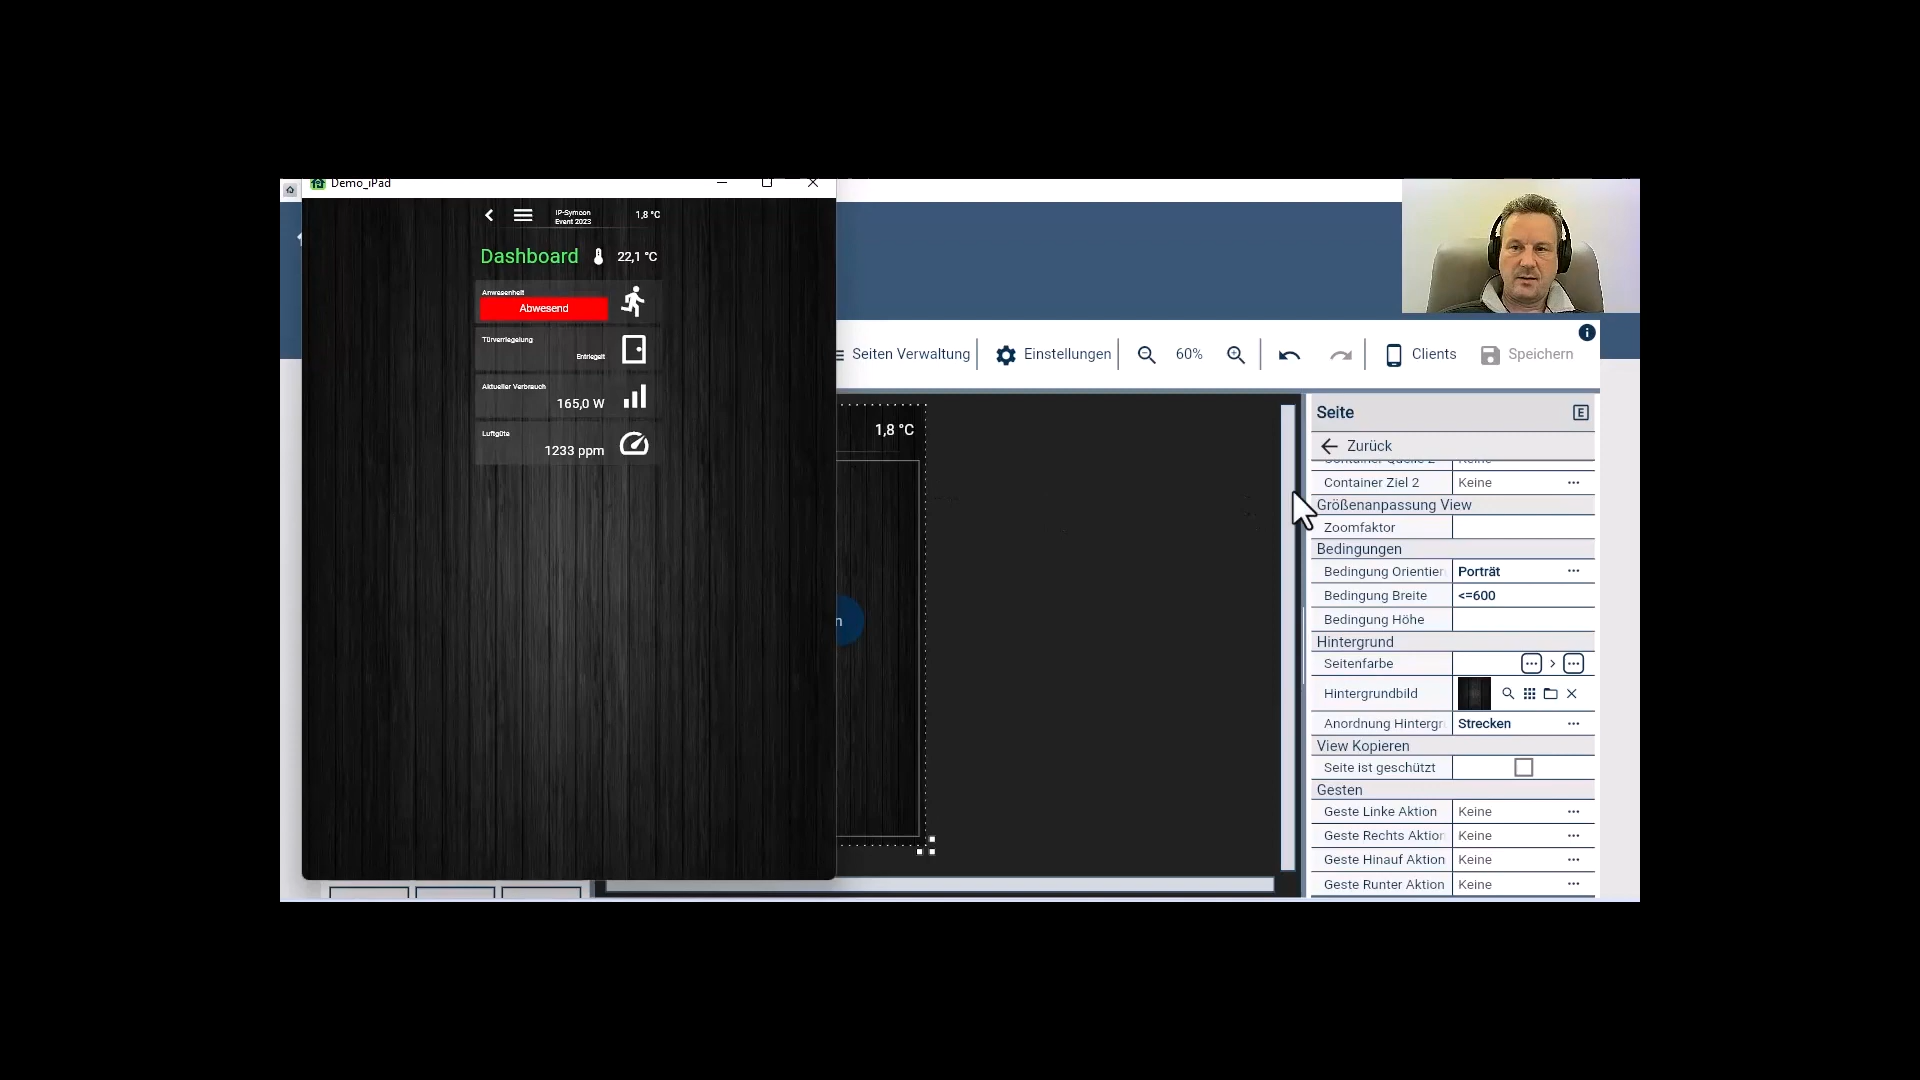 Demo_iPad
IP-Symcon
Event 2023
1,8 °C
Dashboard
22,1 °C
Anwesenheit
Abwesend
Türverriegelung
Entriegelt
Aktueller Verbrauch
165,0 W
Luftgüte
1233 ppm
Seiten Verwaltung
Einstellungen
60%
Clients
Speichern
1,8 °C
n
Seite
E
Zurück
Container Ziel 2 Keine
Größenanpassung View
Zoomfaktor
Bedingungen
Bedingung Orientier Porträt
Bedingung Breite <=600
Bedingung Höhe
Hintergrund
Seitenfarbe
Hintergrundbild
Anordnung Hintergr Strecken
View Kopieren
Seite ist geschützt
Gesten
Geste Linke Aktion Keine
Geste Rechts Aktion Keine
Geste Hinauf Aktion Keine
Geste Runter Aktion Keine